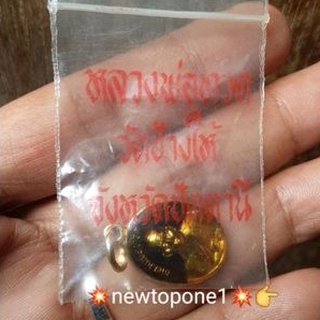 หลวงพ่อทวด
วัดช้างให้
จังหวัดปัตตานี
💥newtopone1💥👉